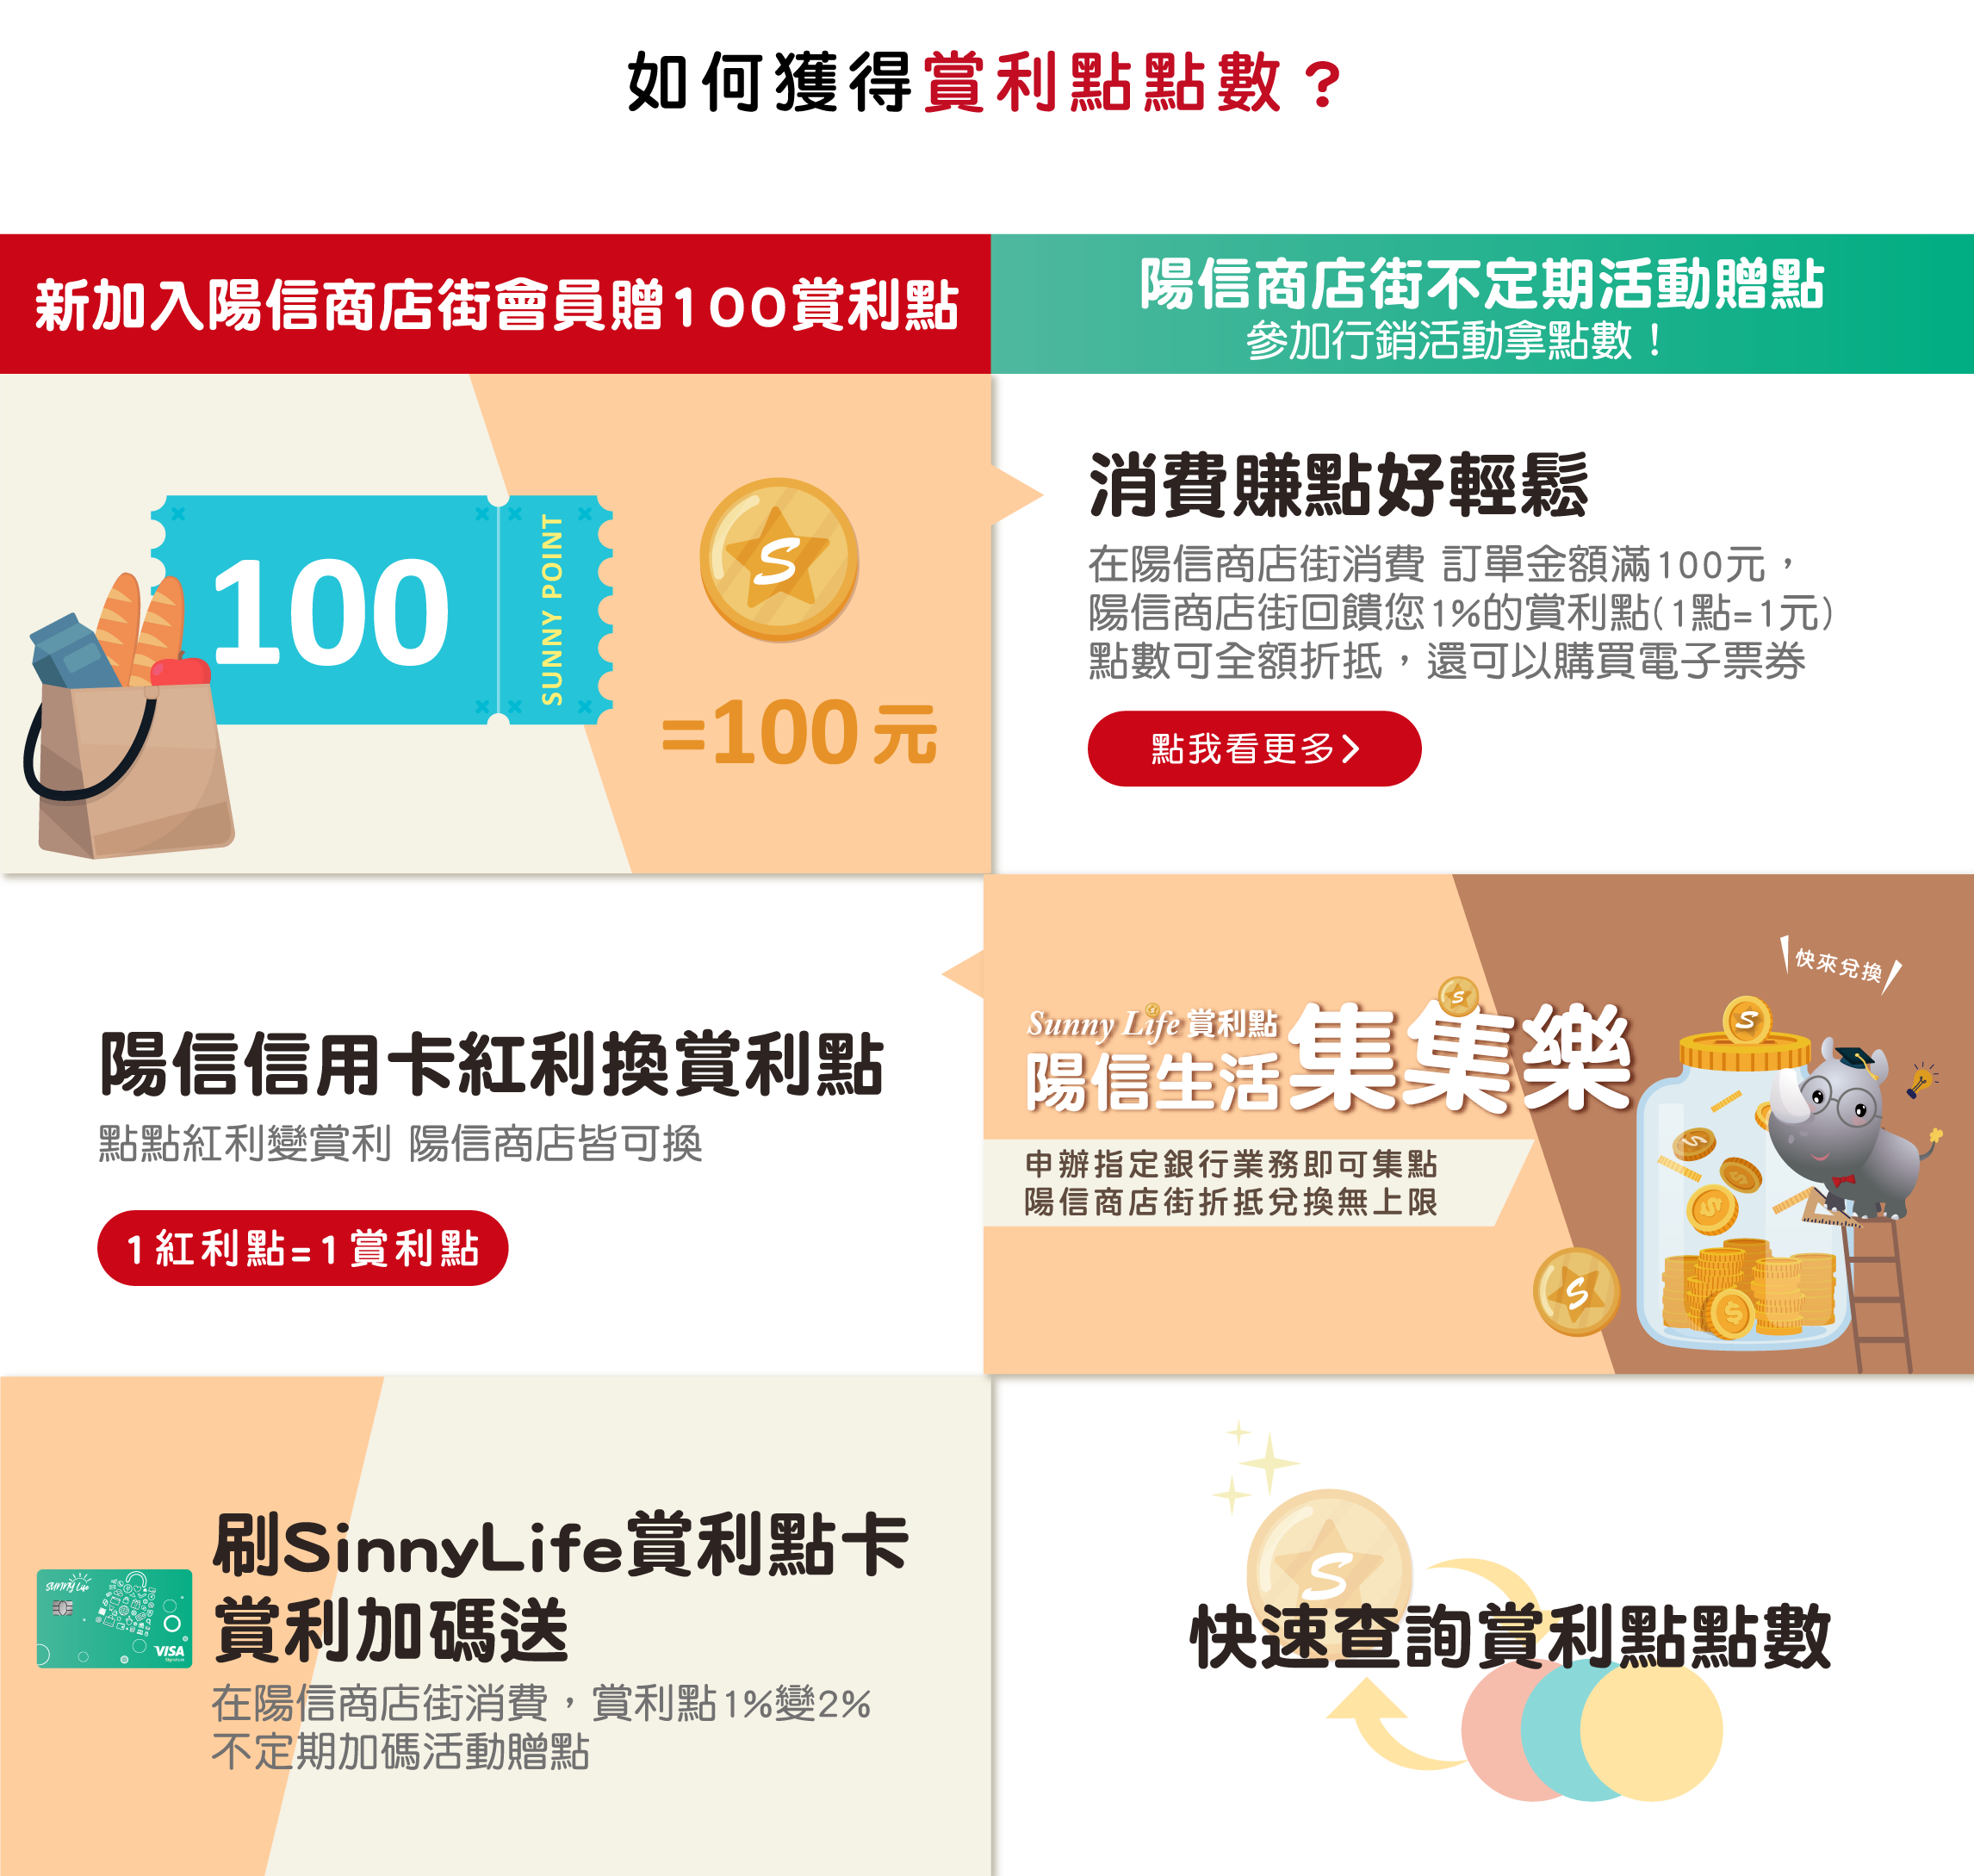 如何獲得賞利點點數？
新加入陽信商店街會員贈100賞利點
陽信商店街不定期活動贈點
參加行銷活動拿點數！
100
SUNNY POINT
S
=100元
消費賺點好輕鬆
在陽信商店街消費 訂單金額滿100元，
陽信商店街回饋您1%的賞利點(1點=1元)
點數可全額折抵，還可以購買電子票券
點我看更多>
陽信信用卡紅利換賞利點
點點紅利變賞利 陽信商店皆可換
1紅利點=1賞利點
快來兌換
Sunny Life 賞利點
陽信生活集集樂
申辦指定銀行業務即可集點
陽信商店街折抵兌換無上限
S
S
S
$
刷SinnyLife賞利點卡
賞利加碼送
在陽信商店街消費，賞利點1%變2%
不定期加碼活動贈點
sunny Life
VISA
Signature
S
快速查詢賞利點點數